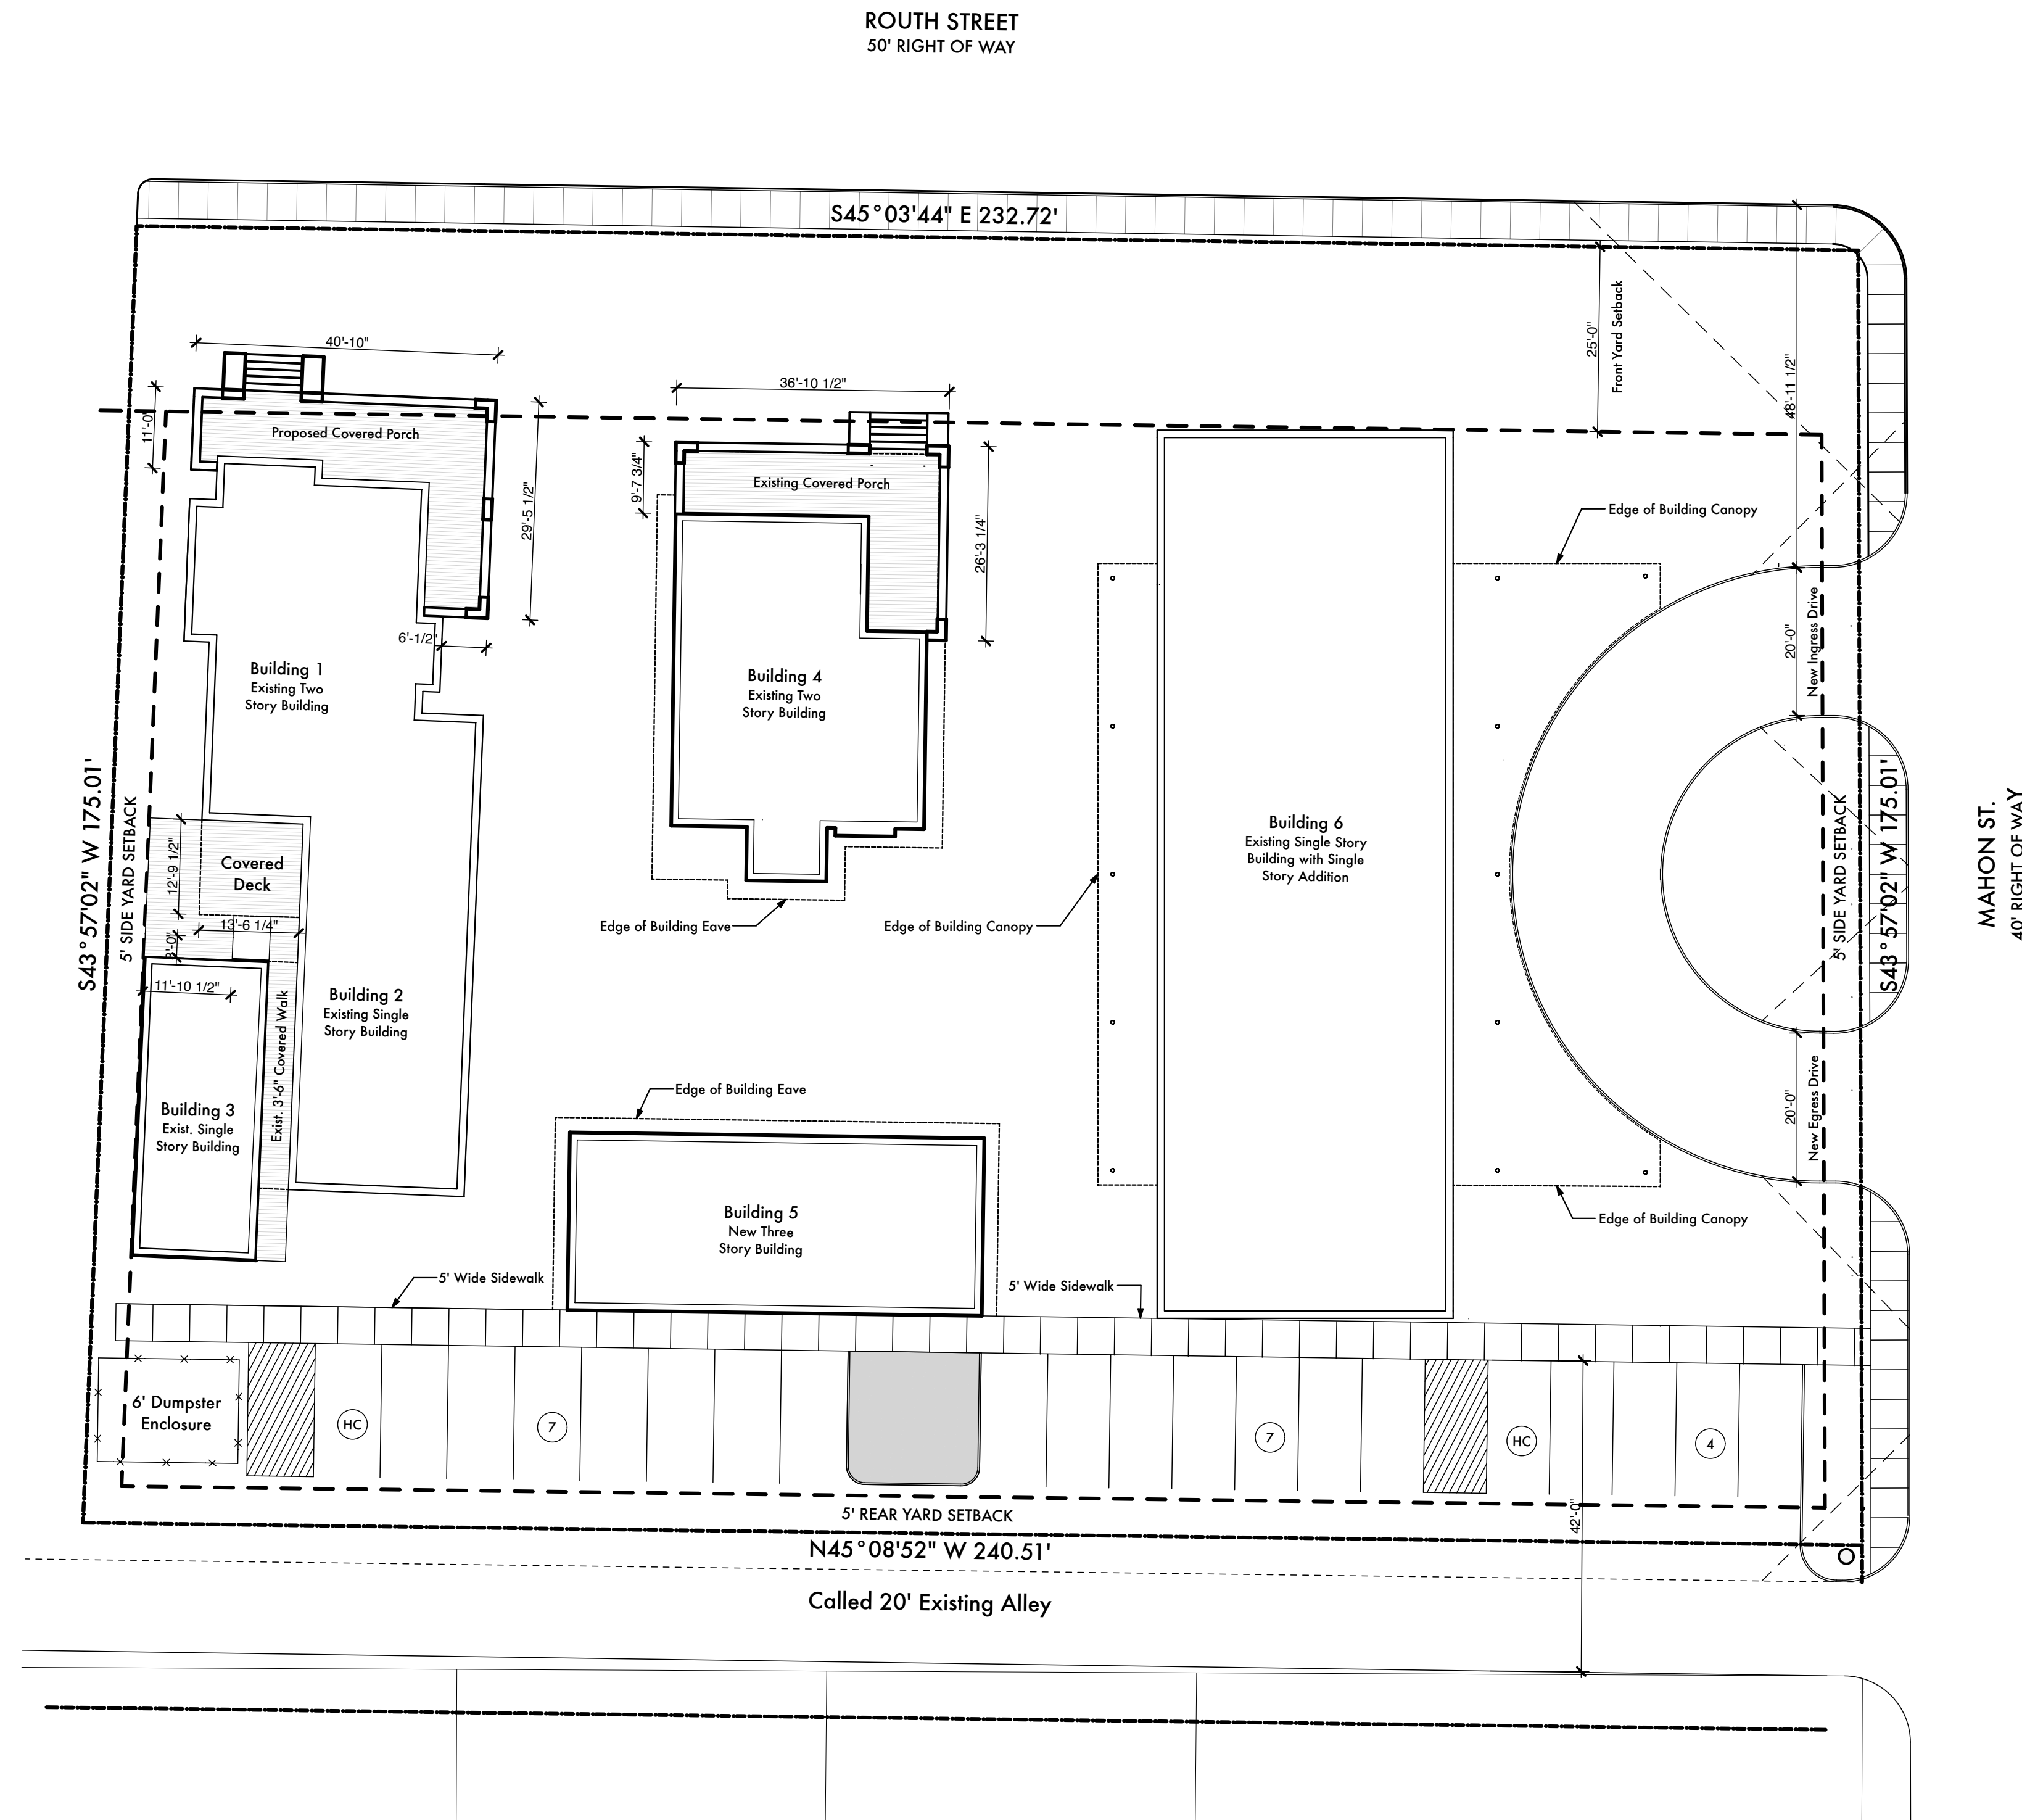 ROUTH STREET
50' RIGHT OF WAY
S45°03'44" E 232.72'
40'-10"
36'-10 1/2"
25'-0"
Front Yard Setback
48'-11 1/2"
11'-0"
Proposed Covered Porch
29'-5 1/2"
9'-7 3/4"
Existing Covered Porch
26'-3 1/4"
Edge of Building Canopy
6'-1/2"
20'-0"
New Ingress Drive
Building 1
Existing Two
Story Building
Building 4
Existing Two
Story Building
S43°57'02" W 175.01'
5' SIDE YARD SETBACK
12'-9 1/2"
Covered
Deck
13'-6 1/4"
3'-0"
11'-10 1/2"
Edge of Building Eave
Edge of Building Canopy
Building 6
Existing Single Story
Building with Single
Story Addition
5' SIDE YARD SETBACK
S43°57'02" W 175.01'
MAHON ST.
40' RIGHT OF WAY
Building 2
Existing Single
Story Building
Exist. 3'-6" Covered Walk
Building 3
Exist. Single
Story Building
Edge of Building Eave
20'-0"
New Egress Drive
Building 5
New Three
Story Building
Edge of Building Canopy
5' Wide Sidewalk
5' Wide Sidewalk
6' Dumpster
Enclosure
HC
7
7
HC
4
42'-0"
5' REAR YARD SETBACK
N45°08'52" W 240.51'
Called 20' Existing Alley